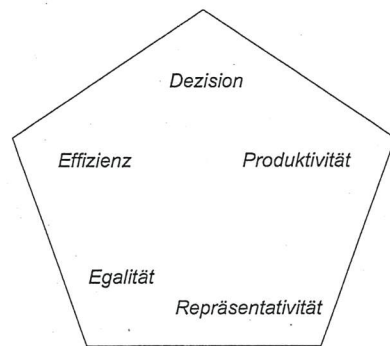 Dezision
Effizienz
Produktivität
Egalität
Repräsentativität